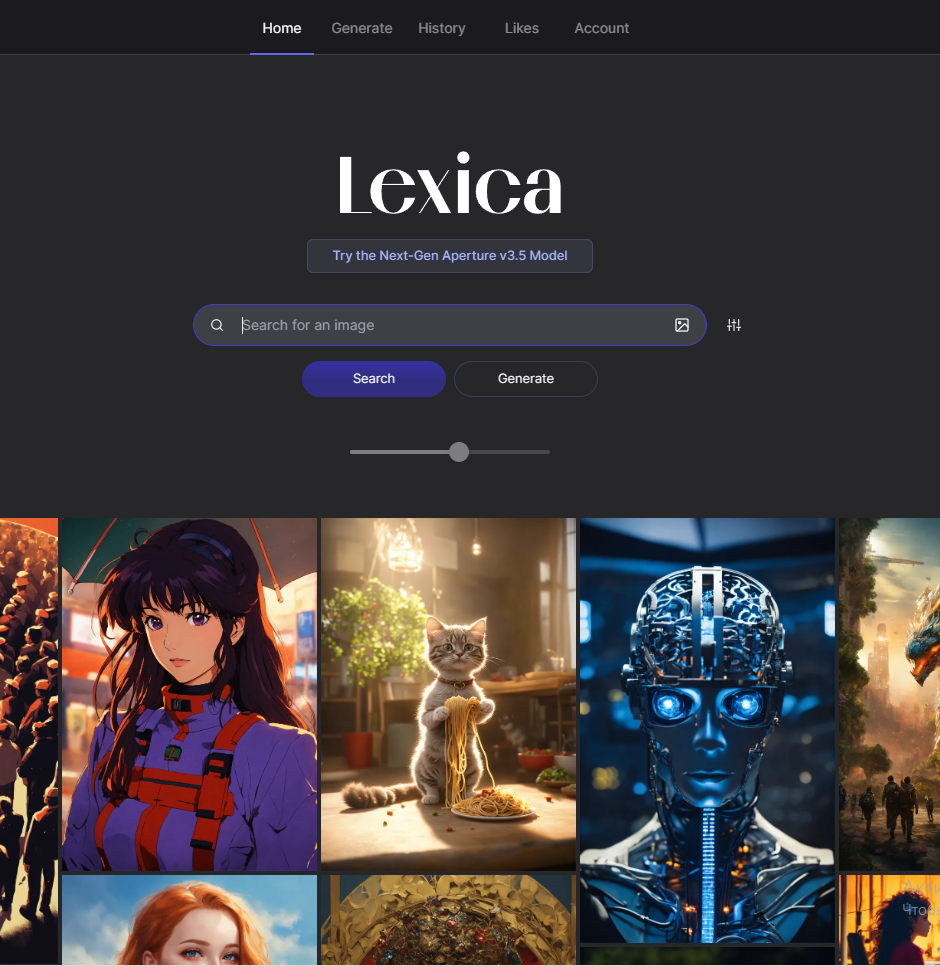 Home Generate History Likes Account
Lexica
Try the Next-Gen Aperture v3.5 Model
Search for an image
Search Generate